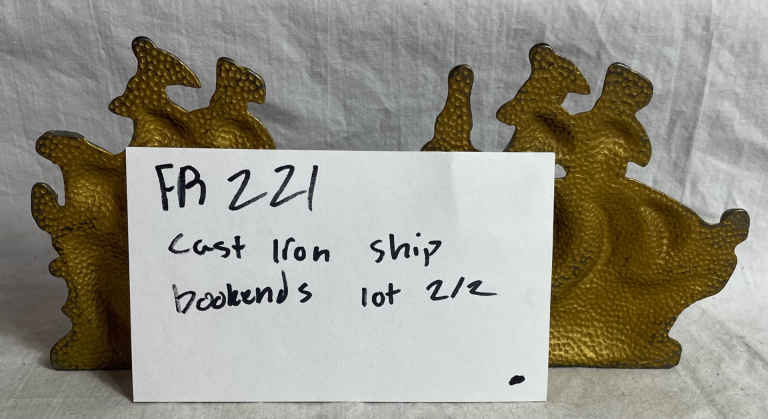 FR 221
cast Iron ship
bookends lot 2/2